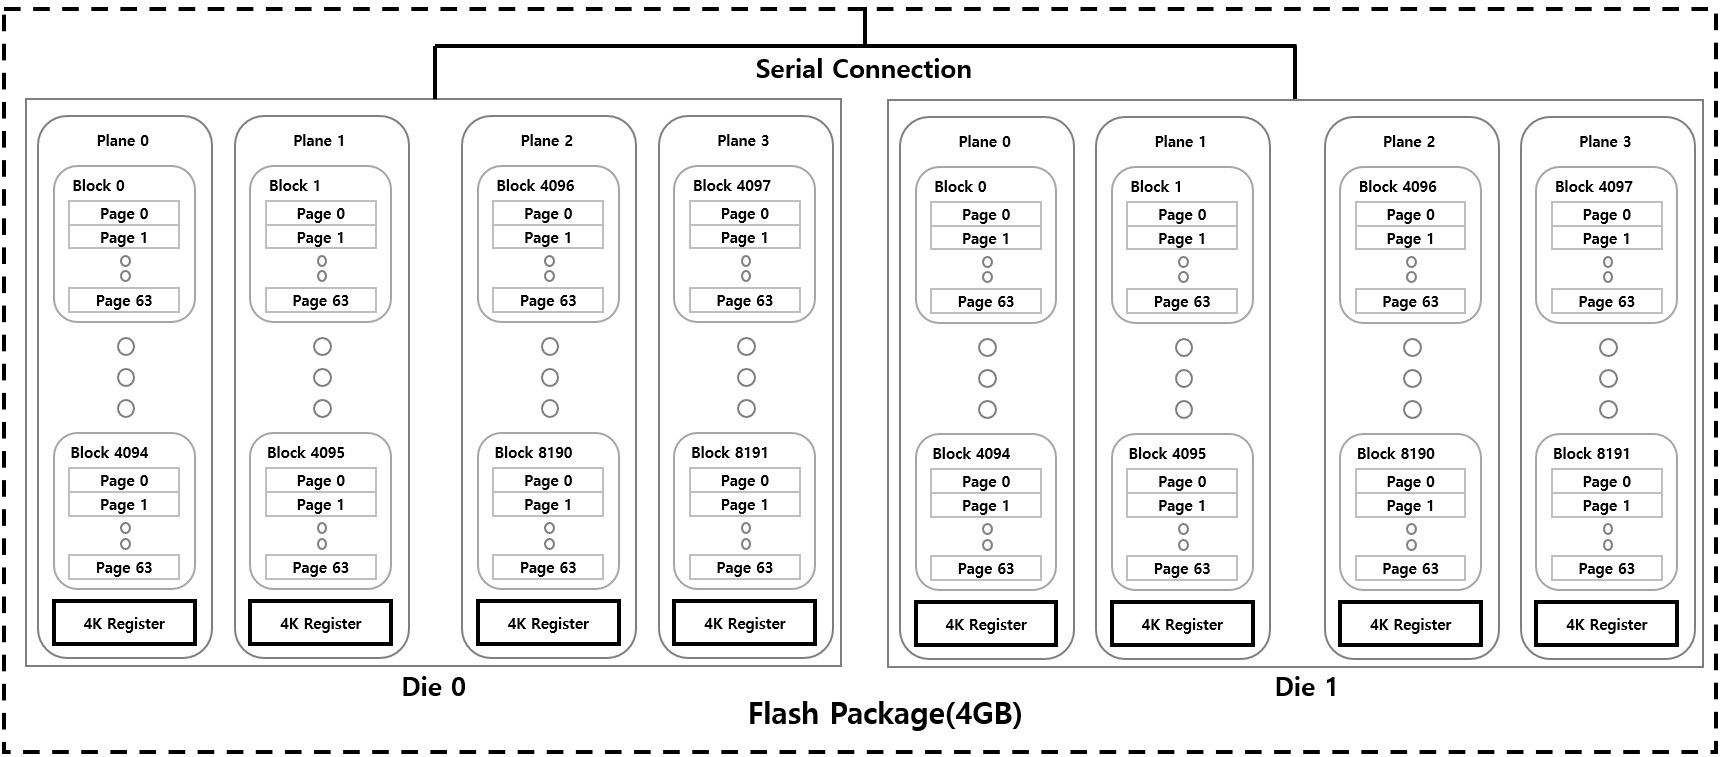 Serial Connection
Plane 0
Block 0
Page 0
Page 1
Page 63
Block 4094
Page 0
Page 1
Page 63
4K Register
Plane 1
Block 1
Page 0
Page 1
Page 63
Block 4095
Page 0
Page 1
Page 63
4K Register
Plane 2
Block 4096
Page 0
Page 1
Page 63
Block 8190
Page 0
Page 1
Page 63
4K Register
Plane 3
Block 4097
Page 0
Page 1
Page 63
Block 8191
Page 0
Page 1
Page 63
4K Register
Die 0
Plane 0
Block 0
Page 0
Page 1
Page 63
Block 4094
Page 0
Page 1
Page 63
4K Register
Plane 1
Block 1
Page 0
Page 1
Page 63
Block 4095
Page 0
Page 1
Page 63
4K Register
Plane 2
Block 4096
Page 0
Page 1
Page 63
Block 8190
Page 0
Page 1
Page 63
4K Register
Plane 3
Block 4097
Page 0
Page 1
Page 63
Block 8191
Page 0
Page 1
Page 63
4K Register
Die 1
Flash Package(4GB)